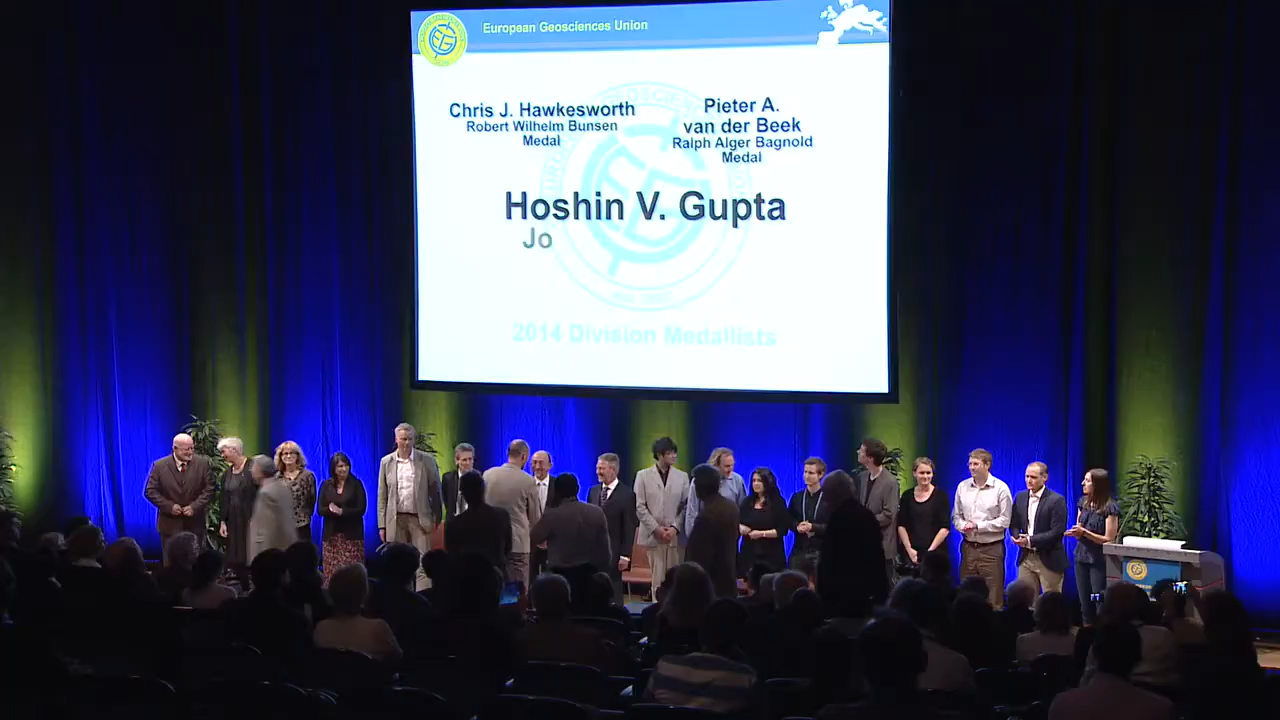 European Geosciences Union
Chris J. Hawkesworth
Robert Wilhelm Bunsen
Medal
Pieter A.
van der Beek
Ralph Alger Bagnold
Medal
Hoshin V. Gupta
Jo
2014 Division Medallists